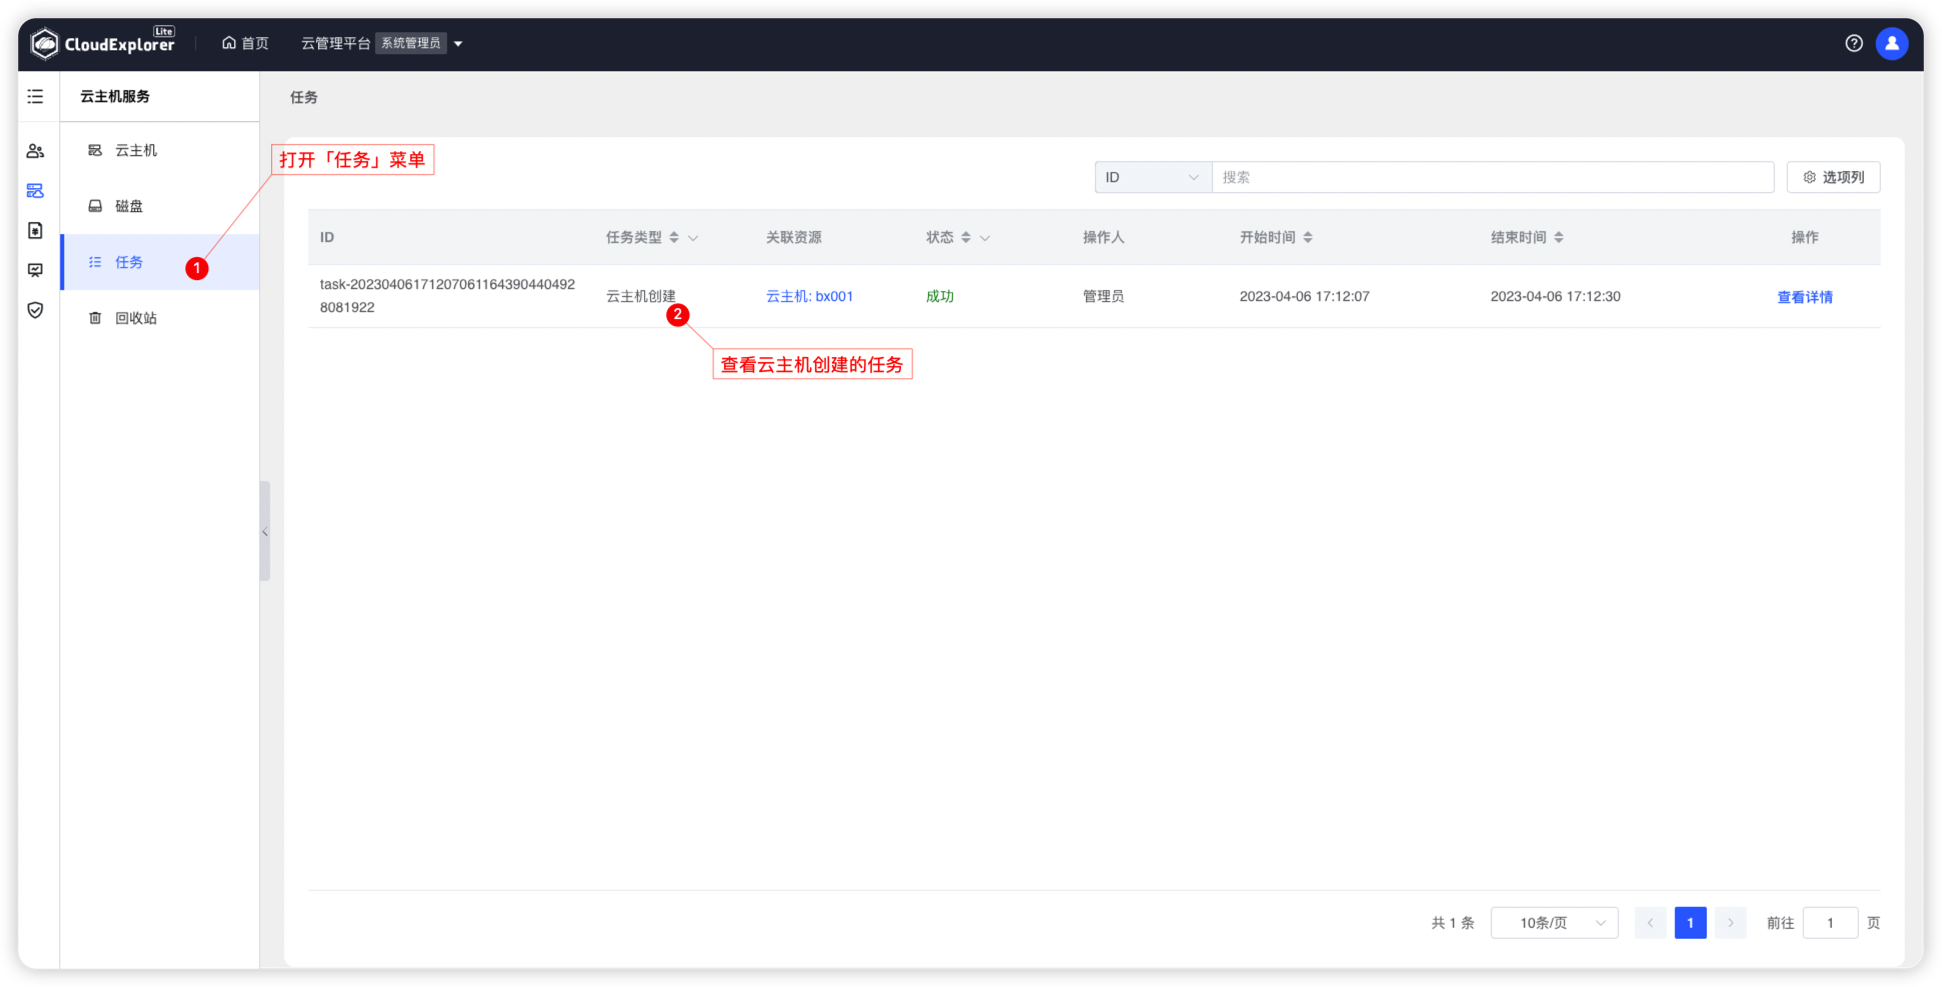 CloudExplorer Lite
首页
云管理平台 系统管理员
云主机服务
云主机
磁盘
任务
回收站
任务
打开「任务」菜单
1
ID
搜索
选项列
ID 任务类型 关联资源 状态 操作人 开始时间 结束时间 操作
task-20230406171207061164390440492
8081922
云主机创建 云主机: bx001 成功 管理员 2023-04-06 17:12:07 2023-04-06 17:12:30 查看详情
2
查看云主机创建的任务
共 1 条 10条/页 1 前往 1 页